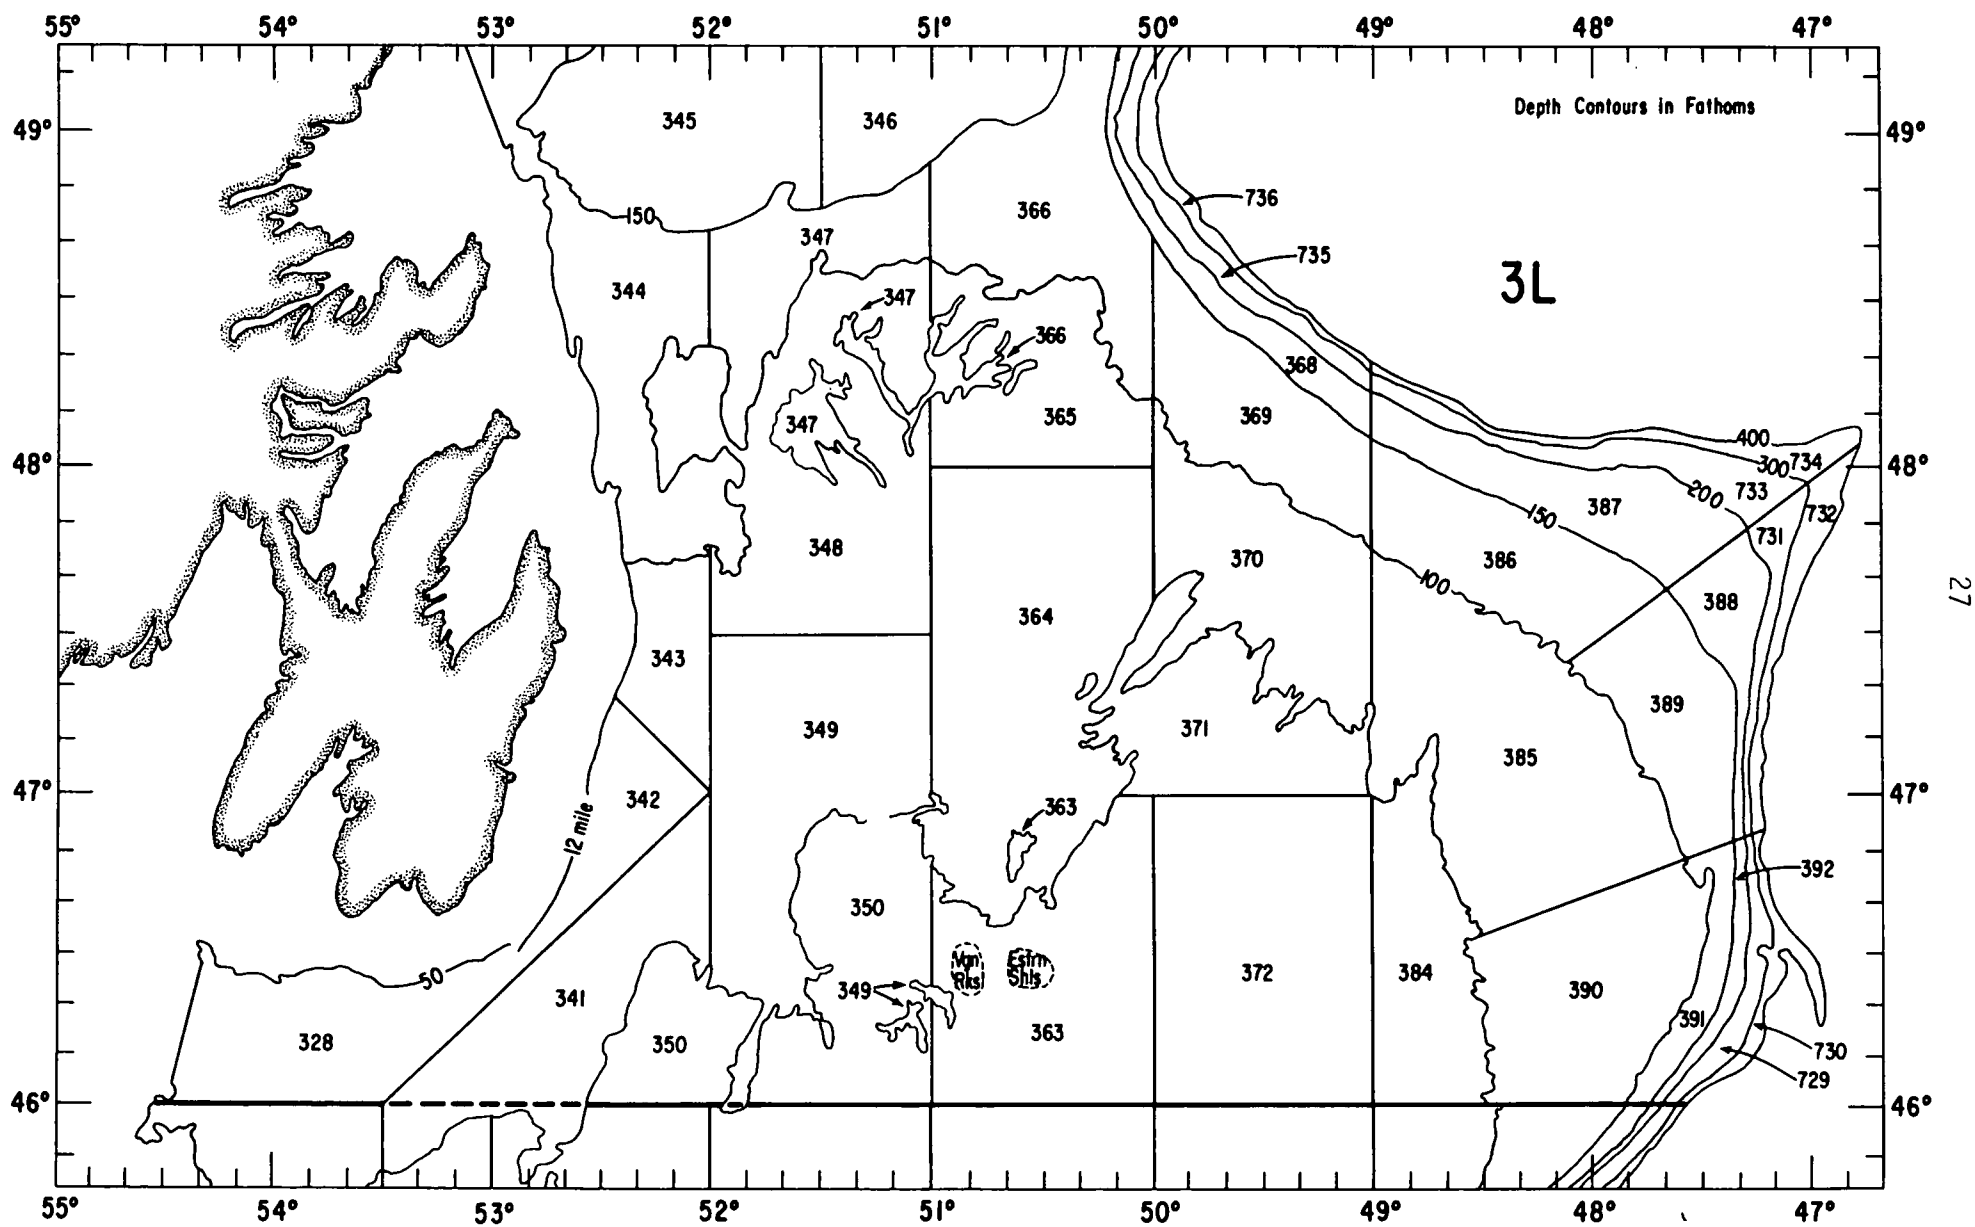 55° 54° 53° 52° 51° 50° 49° 48° 47°
Depth Contours in Fathoms
49° 345 346 49°
736
150 366
347
735
344 347 3L
366
368
347 365 369
400
48° 300 734 48°
200 733
387
150 732
731
348 370 386
100
364 388
27
343
389
349 371
385
47° 342 363 47°
12 mile
392
350
Vgn Rks
Estrn Shls
50 349 372 384 390
341
391
328 350 363
730
729
46° 46°
55° 54° 53° 52° 51° 50° 49° 48° 47°